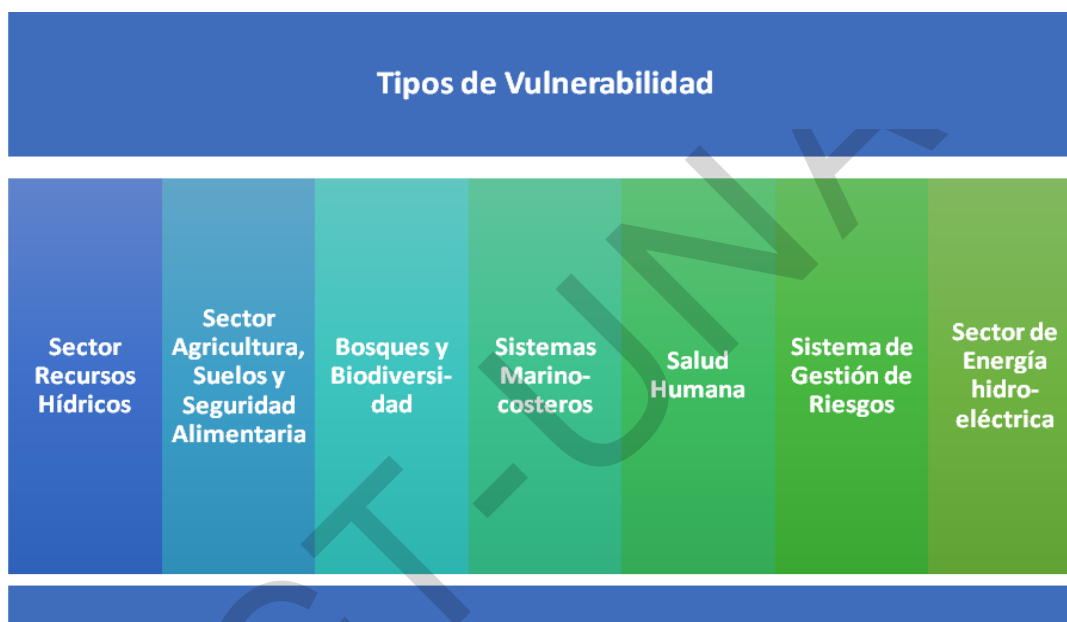 Tipos de Vulnerabilidad
Sector
Recursos
Hídricos
Sector
Agricultura,
Suelos y
Seguridad
Alimentaria
Bosques y
Biodiversi-
dad
Sistemas
Marino-
costeros
Salud
Humana
Sistema de
Gestión de
Riesgos
Sector de
Energía
hidro-
eléctrica